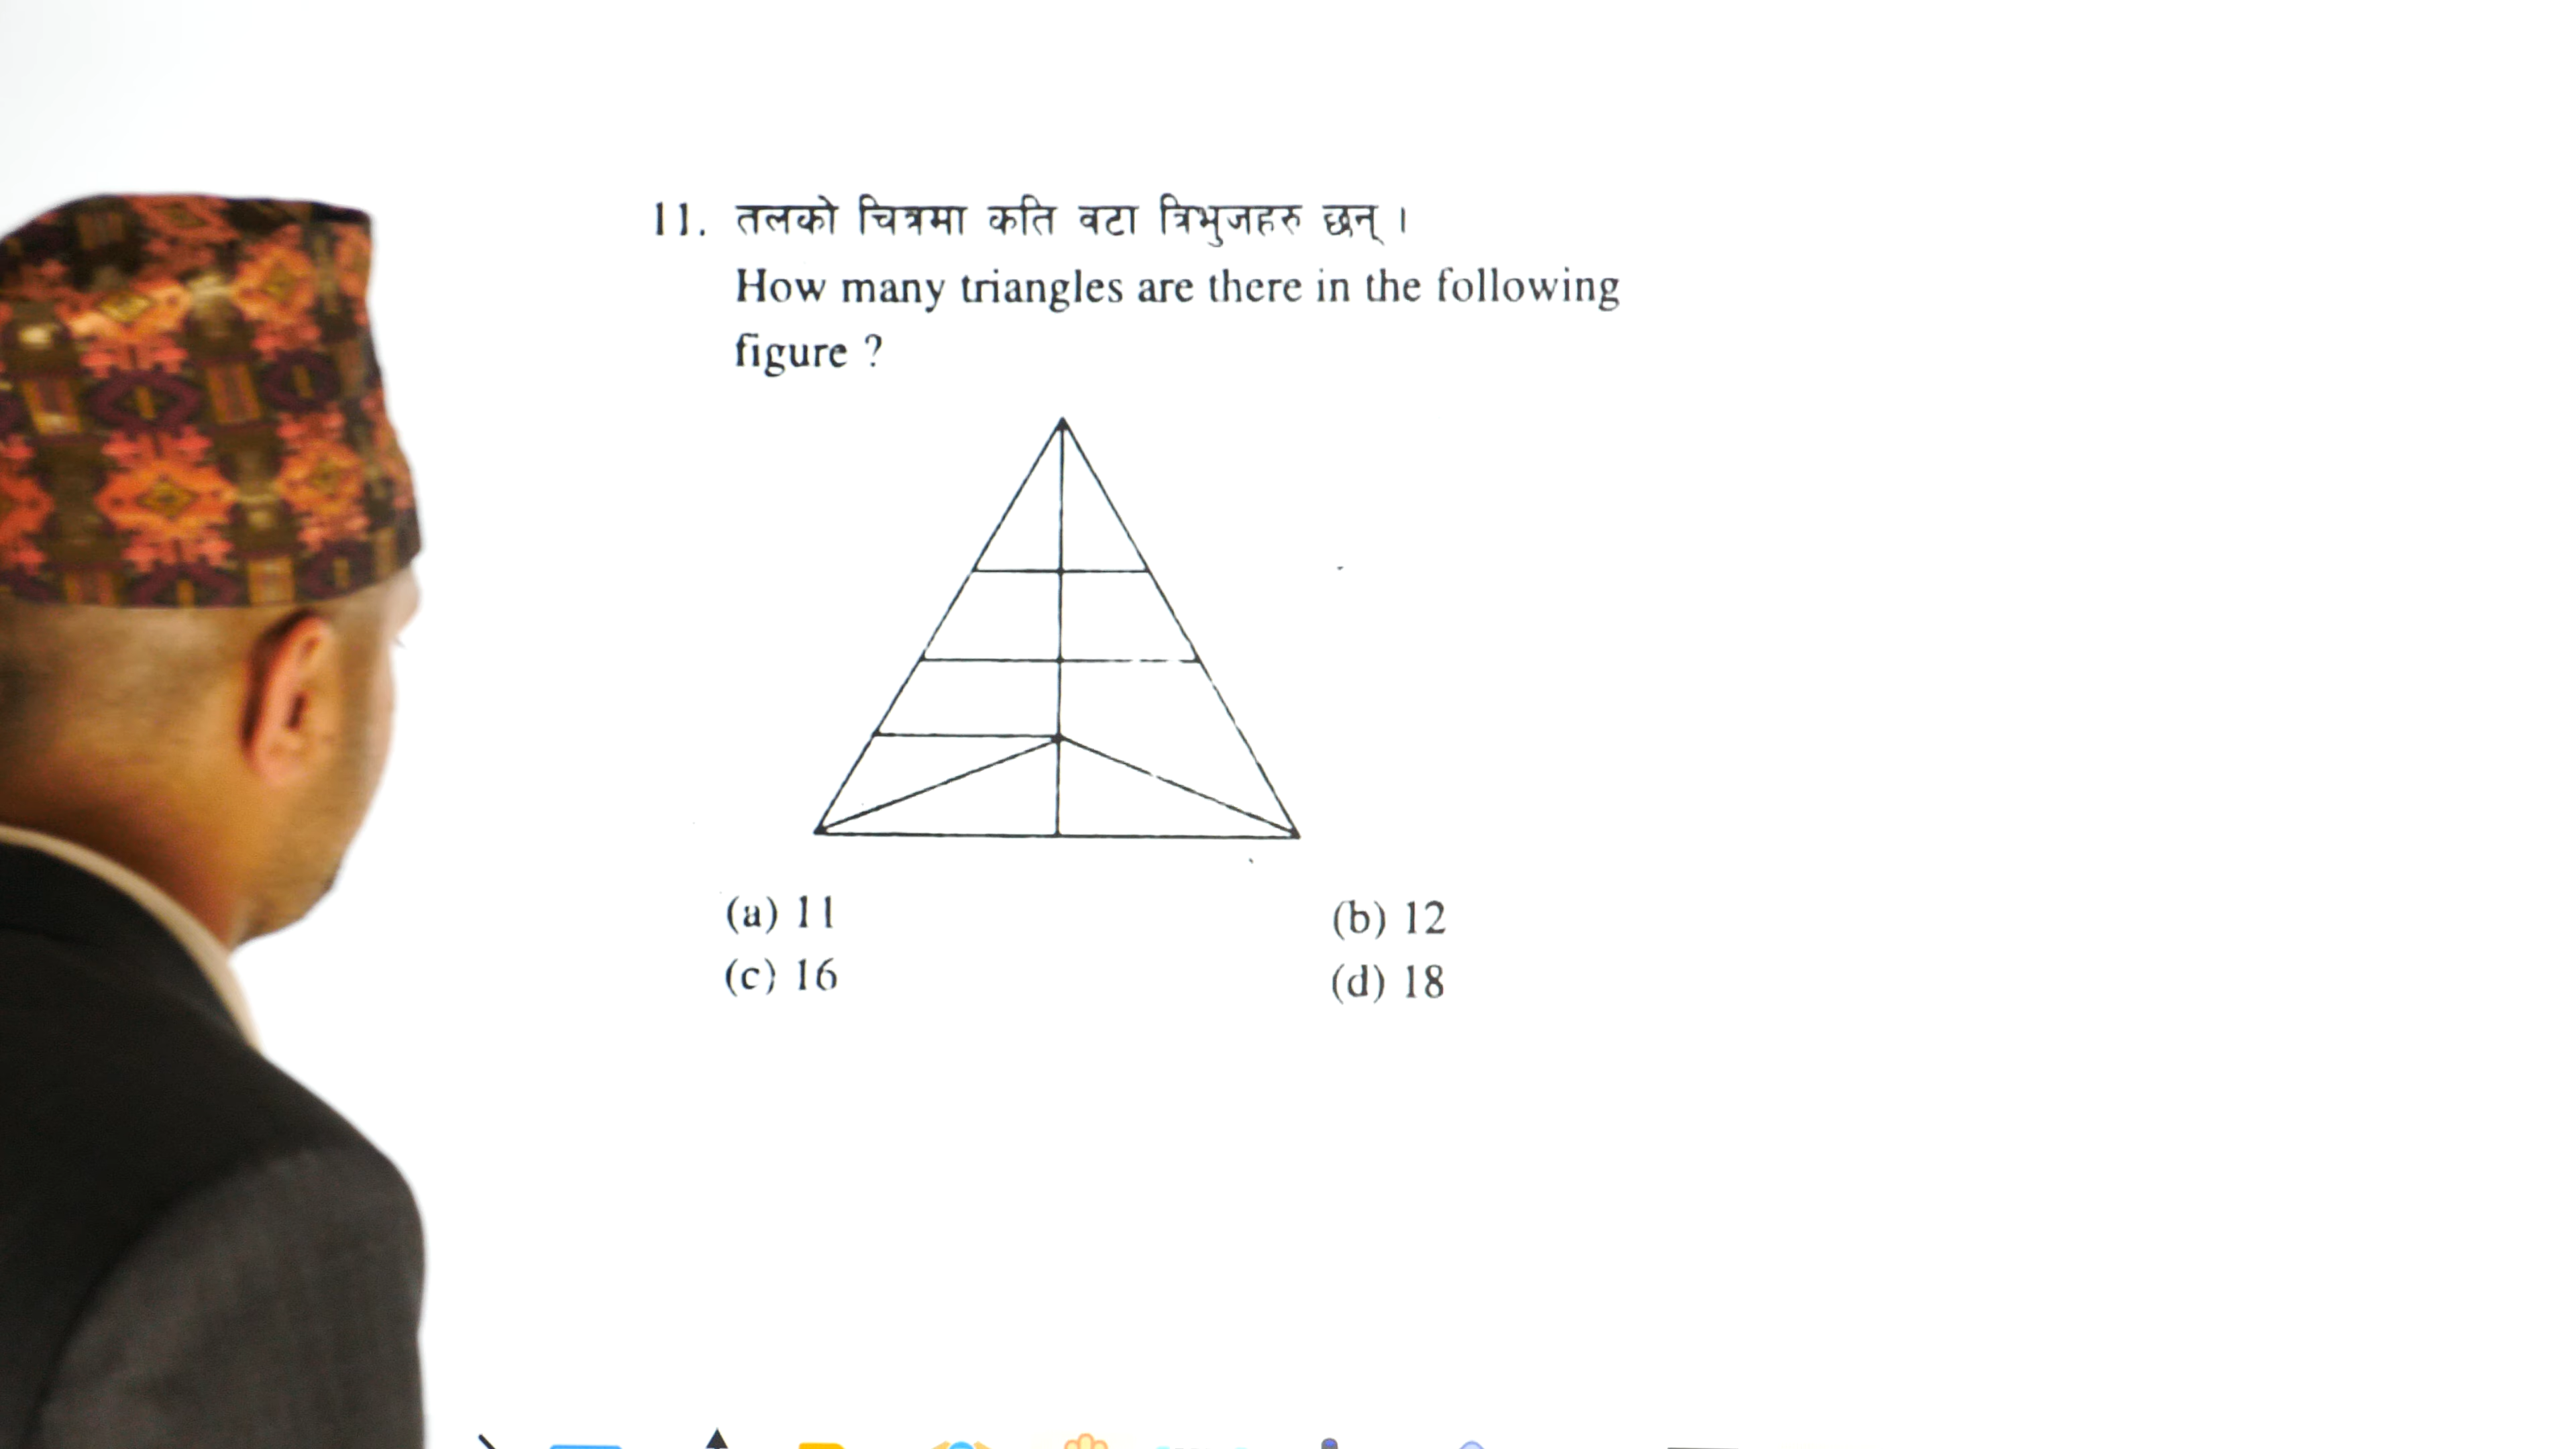 11. तलको चित्रमा कति वटा त्रिभुजहरु छन् ।
How many triangles are there in the following
figure ?
(a) 11
(b) 12
(c) 16
(d) 18